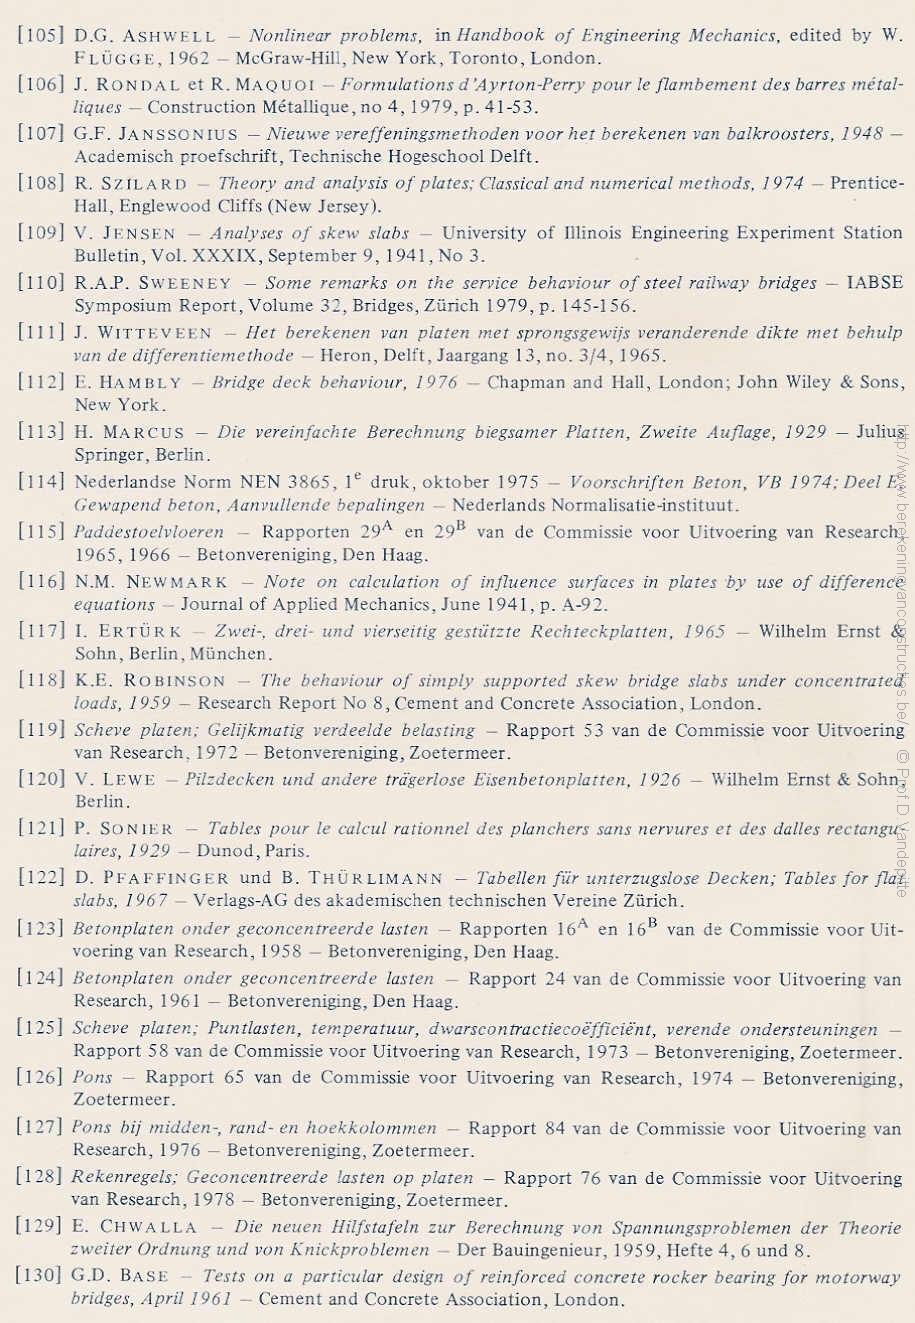 [105] D.G. ASHWELL – Nonlinear problems, in Handbook of Engineering Mechanics, edited by W.
FLÜGGE, 1962 – McGraw-Hill, New York, Toronto, London.
[106] J. RONDAL et R. MAQUOI – Formulations d'Ayrton-Perry pour le flambement des barres métal-
liques – Construction Métallique, no 4, 1979, p. 41-53.
[107] G.F. JANSSONIUS – Nieuwe vereffeningsmethoden voor het berekenen van balkroosters, 1948 –
Academisch proefschrift, Technische Hogeschool Delft.
[108] R. SZILARD – Theory and analysis of plates; Classical and numerical methods, 1974 – Prentice-
Hall, Englewood Cliffs (New Jersey).
[109] V. JENSEN – Analyses of skew slabs – University of Illinois Engineering Experiment Station
Bulletin, Vol. XXXIX, September 9, 1941, No 3.
[110] R.A.P. SWEENEY – Some remarks on the service behaviour of steel railway bridges – IABSE
Symposium Report, Volume 32, Bridges, Zürich 1979, p. 145-156.
[111] J. WITTEVEEN – Het berekenen van platen met sprongsgewijs veranderende dikte met behulp
van de differentiemethode – Heron, Delft, Jaargang 13, no. 3/4, 1965.
[112] E. HAMBLY – Bridge deck behaviour, 1976 – Chapman and Hall, London; John Wiley & Sons,
New York.
[113] H. MARCUS – Die vereinfachte Berechnung biegsamer Platten, Zweite Auflage, 1929 – Julius
Springer, Berlin.
[114] Nederlandse Norm NEN 3865, 1e druk, oktober 1975 – Voorschriften Beton, VB 1974; Deel E,
Gewapend beton, Aanvullende bepalingen – Nederlands Normalisatie-instituut.
[115] Paddestoelvloeren – Rapporten 29A en 29B van de Commissie voor Uitvoering van Research,
1965, 1966 – Betonvereniging, Den Haag.
[116] N.M. NEWMARK – Note on calculation of influence surfaces in plates by use of difference
equations – Journal of Applied Mechanics, June 1941, p. A-92.
[117] I. ERTÜRK – Zwei-, drei- und vierseitig gestützte Rechteckplatten, 1965 – Wilhelm Ernst &
Sohn, Berlin, München.
[118] K.E. ROBINSON – The behaviour of simply supported skew bridge slabs under concentrated
loads, 1959 – Research Report No 8, Cement and Concrete Association, London.
[119] Scheve platen; Gelijkmatig verdeelde belasting – Rapport 53 van de Commissie voor Uitvoering
van Research, 1972 – Betonvereniging, Zoetermeer.
[120] V. LEWE – Pilzdecken und andere trägerlose Eisenbetonplatten, 1926 – Wilhelm Ernst & Sohn,
Berlin.
[121] P. SONIER – Tables pour le calcul rationnel des planchers sans nervures et des dalles rectangu-
laires, 1929 – Dunod, Paris.
[122] D. PFAFFINGER und B. THÜRLIMANN – Tabellen für unterzugslose Decken; Tables for flat
slabs, 1967 – Verlags-AG des akademischen technischen Vereine Zürich.
[123] Betonplaten onder geconcentreerde lasten – Rapporten 16A en 16B van de Commissie voor Uit-
voering van Research, 1958 – Betonvereniging, Den Haag.
[124] Betonplaten onder geconcentreerde lasten – Rapport 24 van de Commissie voor Uitvoering van
Research, 1961 – Betonvereniging, Den Haag.
[125] Scheve platen; Puntlasten, temperatuur, dwarscontractiecoëfficiënt, verende ondersteuningen –
Rapport 58 van de Commissie voor Uitvoering van Research, 1973 – Betonvereniging, Zoetermeer.
[126] Pons – Rapport 65 van de Commissie voor Uitvoering van Research, 1974 – Betonvereniging,
Zoetermeer.
[127] Pons bij midden-, rand- en hoekkolommen – Rapport 84 van de Commissie voor Uitvoering van
Research, 1976 – Betonvereniging, Zoetermeer.
[128] Rekenregels; Geconcentreerde lasten op platen – Rapport 76 van de Commissie voor Uitvoering
van Research, 1978 – Betonvereniging, Zoetermeer.
[129] E. CHWALLA – Die neuen Hilfstafeln zur Berechnung von Spannungsproblemen der Theorie
zweiter Ordnung und von Knickproblemen – Der Bauingenieur, 1959, Hefte 4, 6 und 8.
[130] G.D. BASE – Tests on a particular design of reinforced concrete rocker bearing for motorway
bridges, April 1961 – Cement and Concrete Association, London.
http://www.berekeningvanconstructies.be/ © Prof D Vandepitte